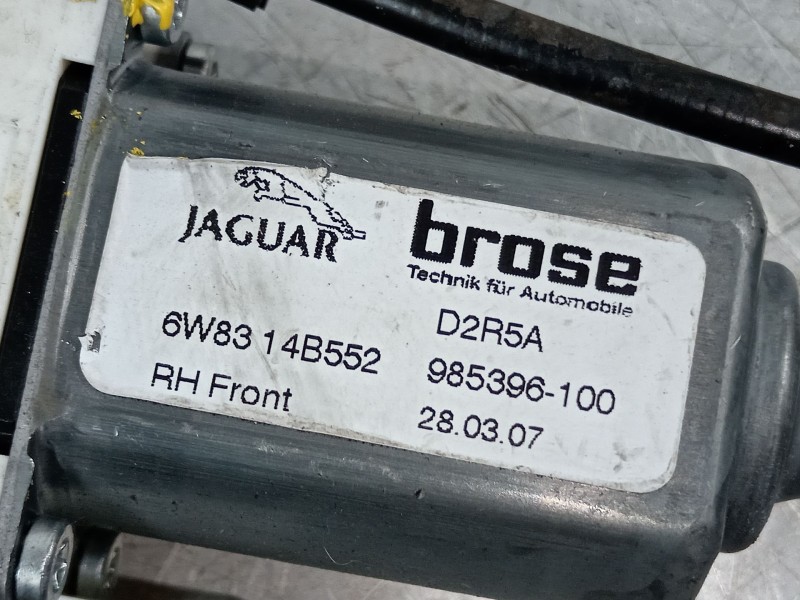 JAGUAR
brose
Technik für Automobile
6W83 14B552
D2R5A
RH Front
985396-100
28.03.07